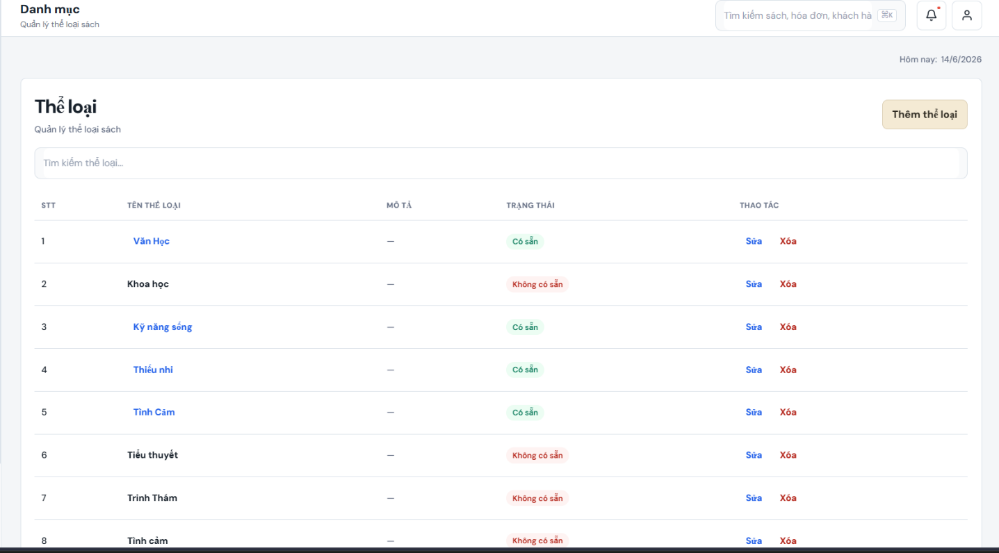 Danh mục
Quản lý thể loại sách
Tìm kiếm sách, hóa đơn, khách hà ⌘K
Hôm nay: 14/6/2026
Thể loại
Quản lý thể loại sách
Thêm thể loại
Tìm kiếm thể loại...
STT TÊN THỂ LOẠI MÔ TẢ TRẠNG THÁI THAO TÁC
1 Văn Học — Có sẵn Sửa Xóa
2 Khoa học — Không có sẵn Sửa Xóa
3 Kỹ năng sống — Có sẵn Sửa Xóa
4 Thiếu nhi — Có sẵn Sửa Xóa
5 Tình Cảm — Có sẵn Sửa Xóa
6 Tiểu thuyết — Không có sẵn Sửa Xóa
7 Trinh Thám — Không có sẵn Sửa Xóa
8 Tình cảm — Không có sẵn Sửa Xóa